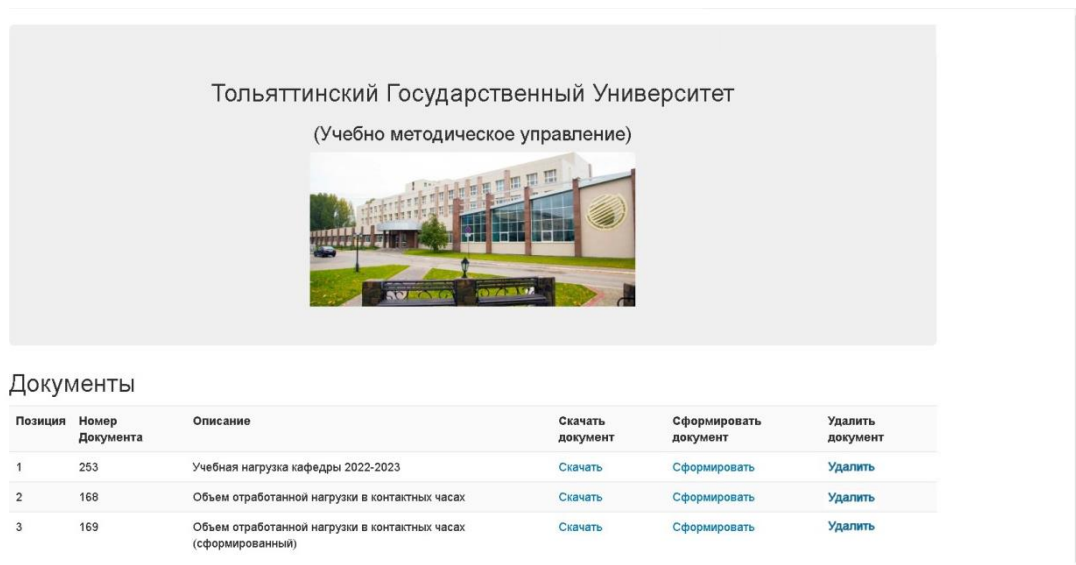 Тольяттинский Государственный Университет
(Учебно методическое управление)
Документы
Позиция Номер Документа Описание Скачать документ Сформировать документ Удалить документ
1 253 Учебная нагрузка кафедры 2022-2023 Скачать Сформировать Удалить
2 168 Объем отработанной нагрузки в контактных часах Скачать Сформировать Удалить
3 169 Объем отработанной нагрузки в контактных часах Скачать Сформировать Удалить
(сформированный)